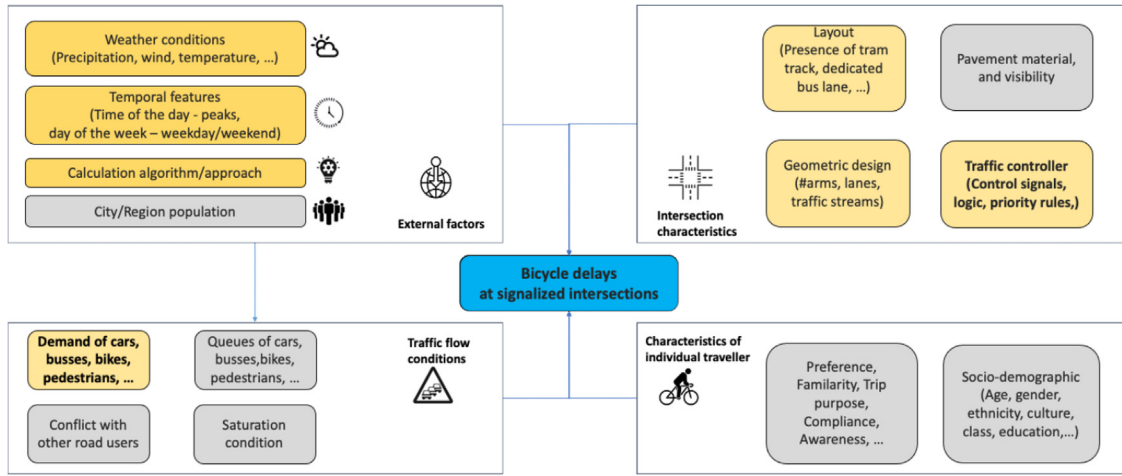 Weather conditions
(Precipitation, wind, temperature, ...)
Temporal features
(Time of the day - peaks,
day of the week – weekday/weekend)
Calculation algorithm/approach
City/Region population
External factors
Layout
(Presence of tram
track, dedicated
bus lane, ...)
Pavement material,
and visibility
Geometric design
(#arms, lanes,
traffic streams)
Traffic controller
(Control signals,
logic, priority rules,)
Intersection
characteristics
Bicycle delays
at signalized intersections
Demand of cars,
busses, bikes,
pedestrians, ...
Queues of cars,
busses,bikes,
pedestrians, ...
Conflict with
other road users
Saturation
condition
Traffic flow
conditions
Characteristics of
individual traveller
Preference,
Familarity, Trip
purpose,
Compliance,
Awareness, ...
Socio-demographic
(Age, gender,
ethnicity, culture,
class, education,...)